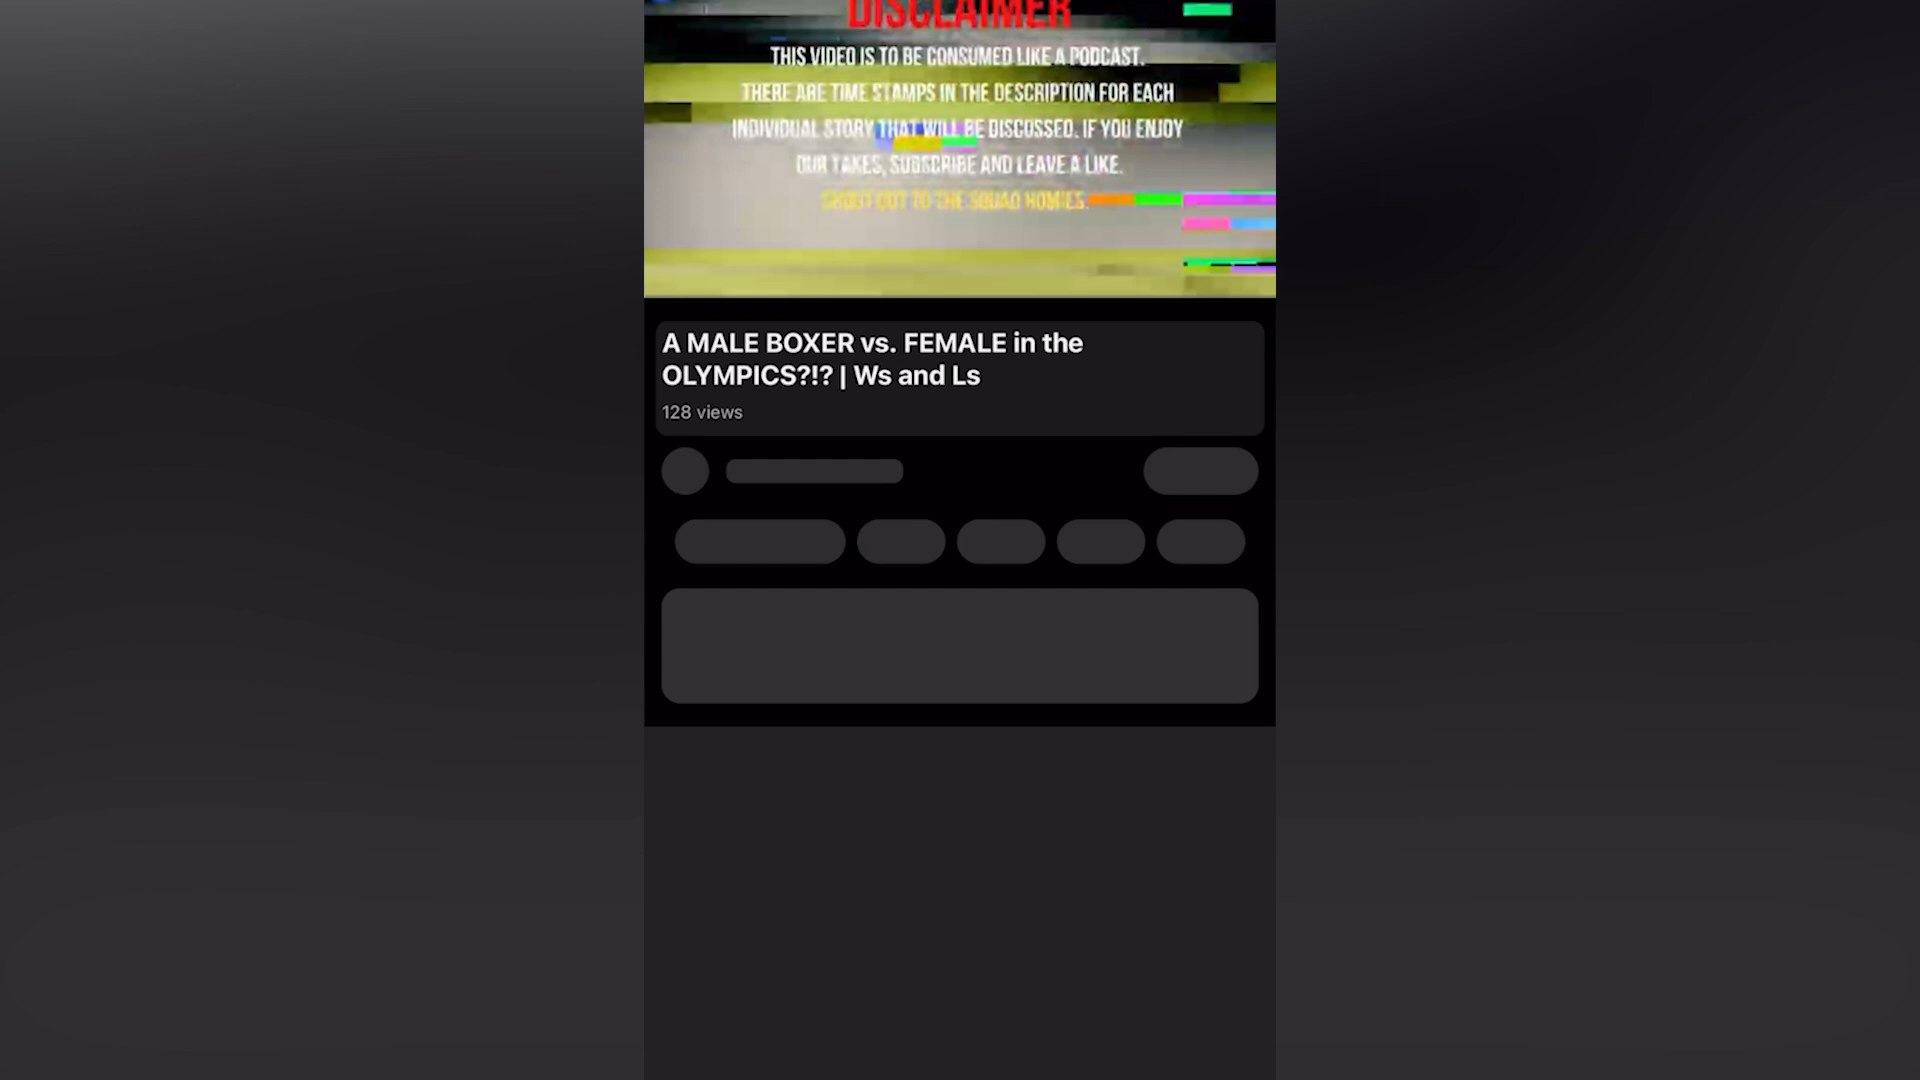 DISCLAIMER
THIS VIDEO IS TO BE CONSUMED LIKE A PODCAST.
THERE ARE TIME STAMPS IN THE DESCRIPTION FOR EACH
INDIVIDUAL STORY THAT WILL BE DISCUSSED. IF YOU ENJOY
OUR TAKES, SUBSCRIBE AND LEAVE A LIKE.
SHOUT OUT TO THE SQUAD HOMIES.
A MALE BOXER vs. FEMALE in the
OLYMPICS?!? | Ws and Ls
128 views